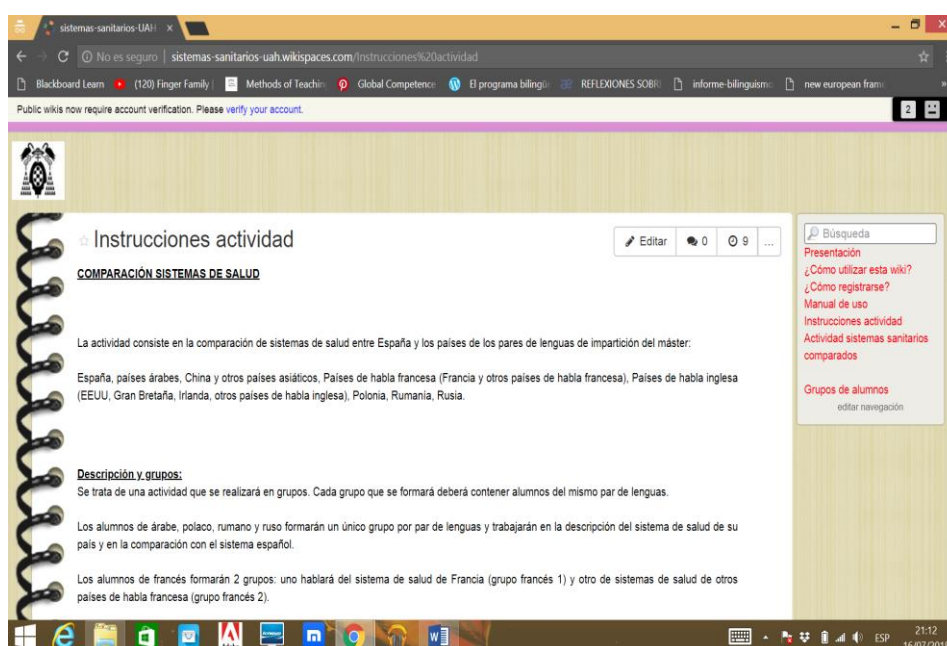 sistemas-sanitarios-UAH
No es seguro | sistemas-sanitarios-uah.wikispaces.com/Instrucciones%20actividad
Blackboard Learn (120) Finger Family Methods of Teachin Global Competence El programa bilingü REFLEXIONES SOBR informe-bilinguismo new european fram
Public wikis now require account verification. Please verify your account.
2
Instrucciones actividad
Editar 0 9 ...
COMPARACIÓN SISTEMAS DE SALUD
La actividad consiste en la comparación de sistemas de salud entre España y los países de los pares de lenguas de impartición del máster:
España, países árabes, China y otros países asiáticos, Países de habla francesa (Francia y otros países de habla francesa), Países de habla inglesa
(EEUU, Gran Bretaña, Irlanda, otros países de habla inglesa), Polonia, Rumanía, Rusia.
Descripción y grupos:
Se trata de una actividad que se realizará en grupos. Cada grupo que se formará deberá contener alumnos del mismo par de lenguas.
Los alumnos de árabe, polaco, rumano y ruso formarán un único grupo por par de lenguas y trabajarán en la descripción del sistema de salud de su
país y en la comparación con el sistema español.
Los alumnos de francés formarán 2 grupos: uno hablará del sistema de salud de Francia (grupo francés 1) y otro de sistemas de salud de otros
países de habla francesa (grupo francés 2).
Búsqueda
Presentación
¿Cómo utilizar esta wiki?
¿Cómo registrarse?
Manual de uso
Instrucciones actividad
Actividad sistemas sanitarios
comparados
Grupos de alumnos
editar navegación
ESP
21:12